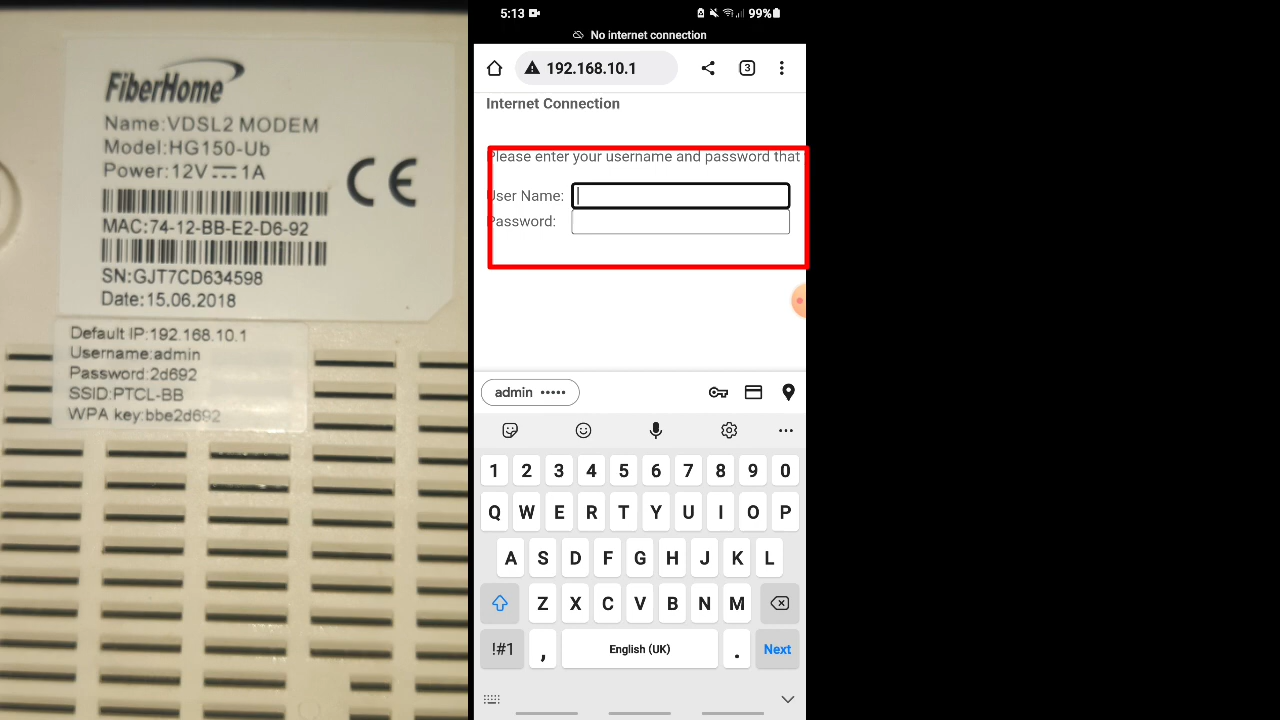 FiberHome
Name:VDSL2 MODEM
Model:HG150-Ub
Power:12V⎓1A
CE
MAC:74-12-BB-E2-D6-92
SN:GJT7CD634598
Date:15.06.2018
Default IP:192.168.10.1
Username:admin
Password:2d692
SSID:PTCL-BB
WPA key:bbe2d692
5:13
99%
No internet connection
192.168.10.1
3
Internet Connection
Please enter your username and password that
User Name:
Password:
admin •••••
1 2 3 4 5 6 7 8 9 0
Q W E R T Y U I O P
A S D F G H J K L
Z X C V B N M
!#1 , English (UK) . Next